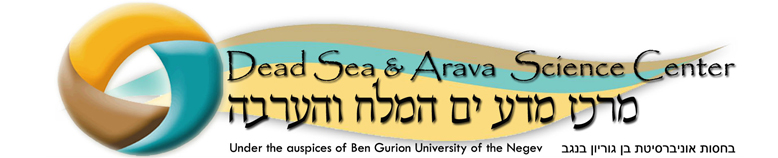 Dead Sea & Arava Science Center
מרכז מדע ים המלח והערבה
Under the auspices of Ben Gurion University of the Negev בחסות אוניברסיטת בן גוריון בנגב